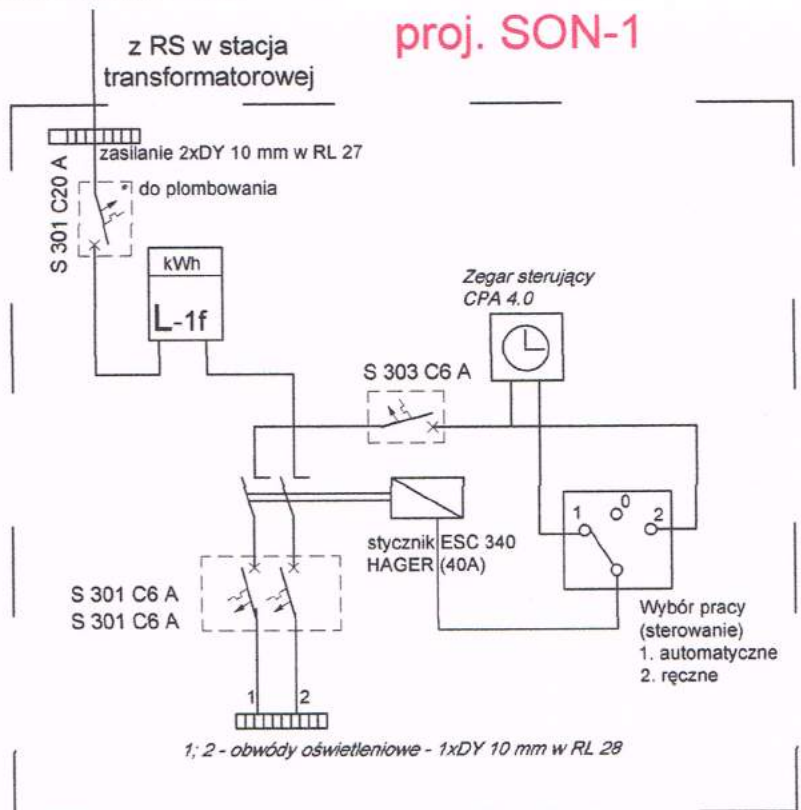 proj. SON-1
z RS w stacja
transformatorowej
zasilanie 2xDY 10 mm w RL 27
* do plombowania
S 301 C20 A
kWh
L-1f
Zegar sterujący
CPA 4.0
S 303 C6 A
0
1
2
stycznik ESC 340
HAGER (40A)
S 301 C6 A
S 301 C6 A
Wybór pracy
(sterowanie)
1. automatyczne
2. ręczne
1
2
1; 2 - obwódy oświetleniowe - 1xDY 10 mm w RL 28